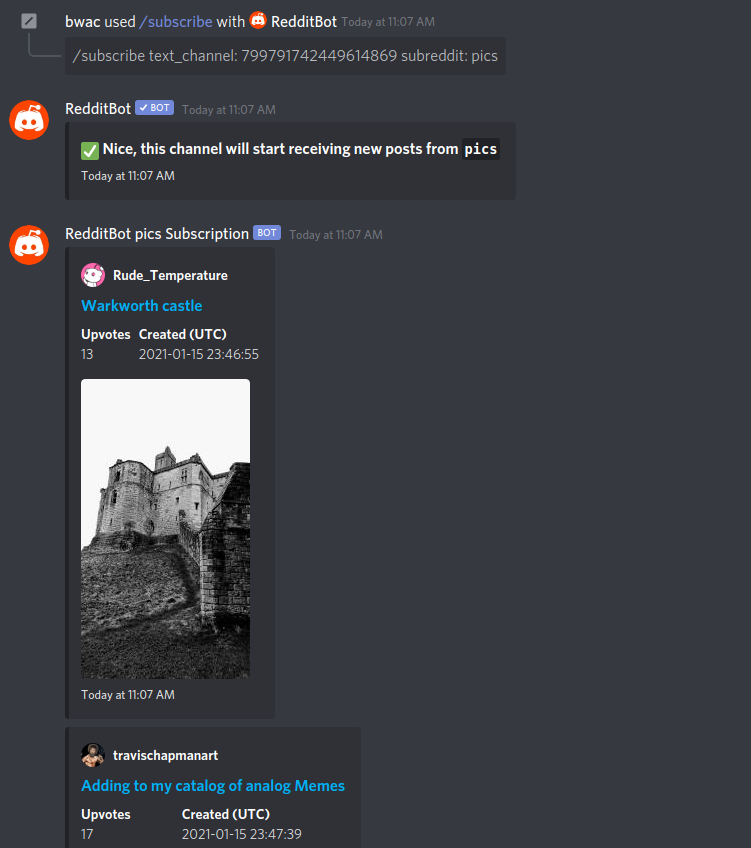 bwac used /subscribe with RedditBot Today at 11:07 AM
/subscribe text_channel: 799791742449614869 subreddit: pics
RedditBot BOT Today at 11:07 AM
Nice, this channel will start receiving new posts from pics
Today at 11:07 AM
RedditBot pics Subscription BOT Today at 11:07 AM
Rude_Temperature
Warkworth castle
Upvotes Created (UTC)
13 2021-01-15 23:46:55
Today at 11:07 AM
travischapmanart
Adding to my catalog of analog Memes
Upvotes Created (UTC)
17 2021-01-15 23:47:39